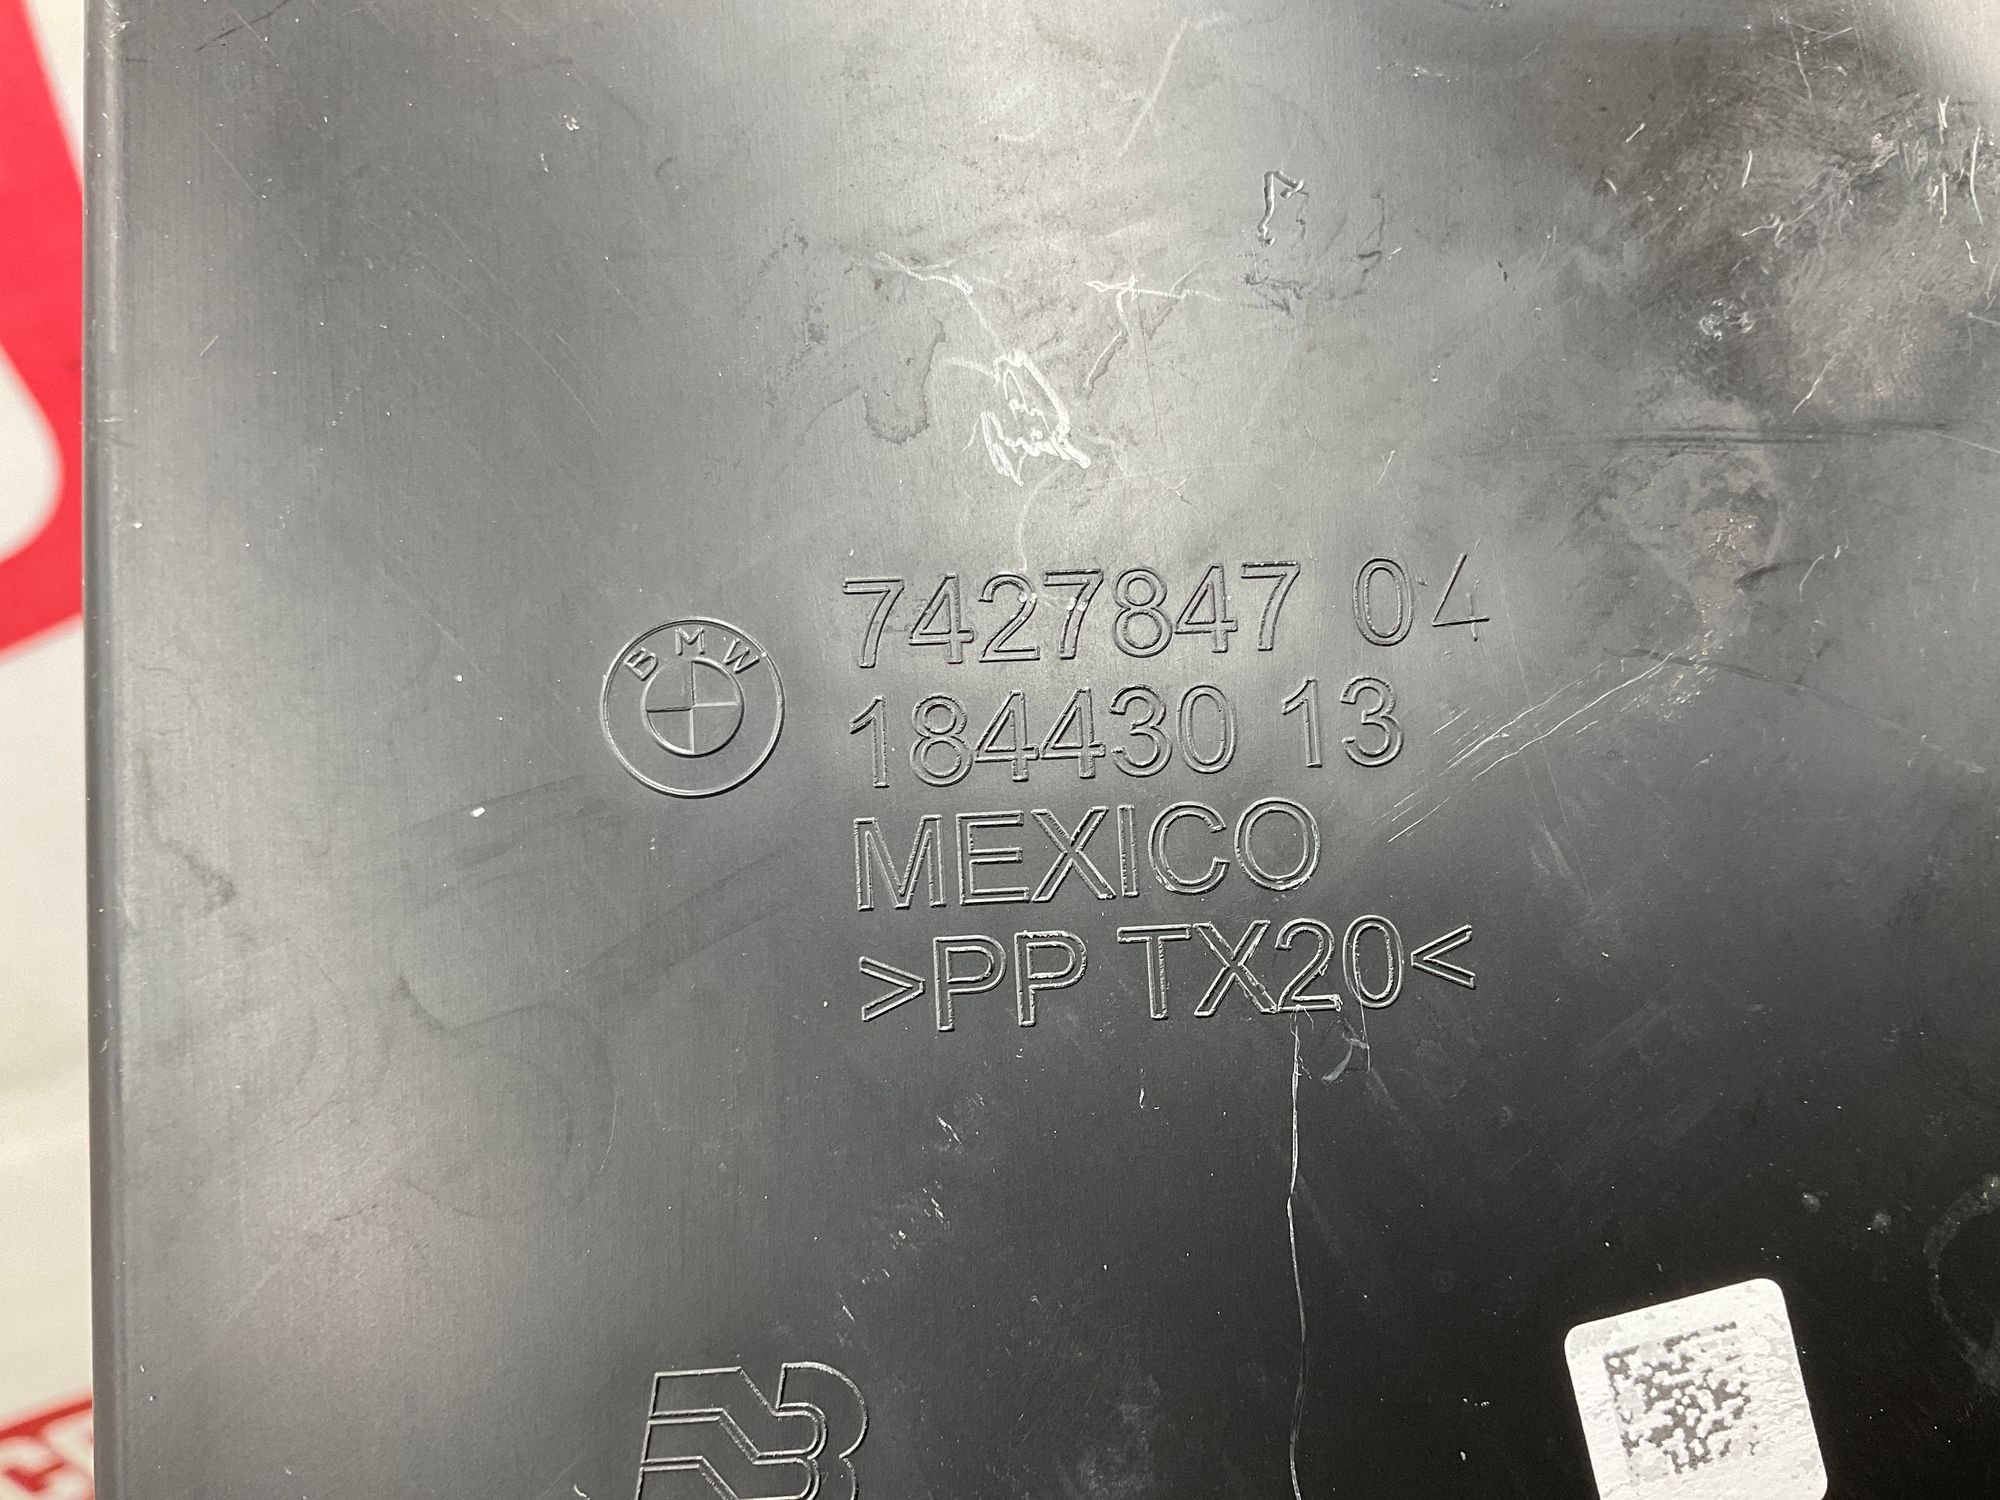 7427847 04
BMW
184430 13
MEXICO
>PP TX20<